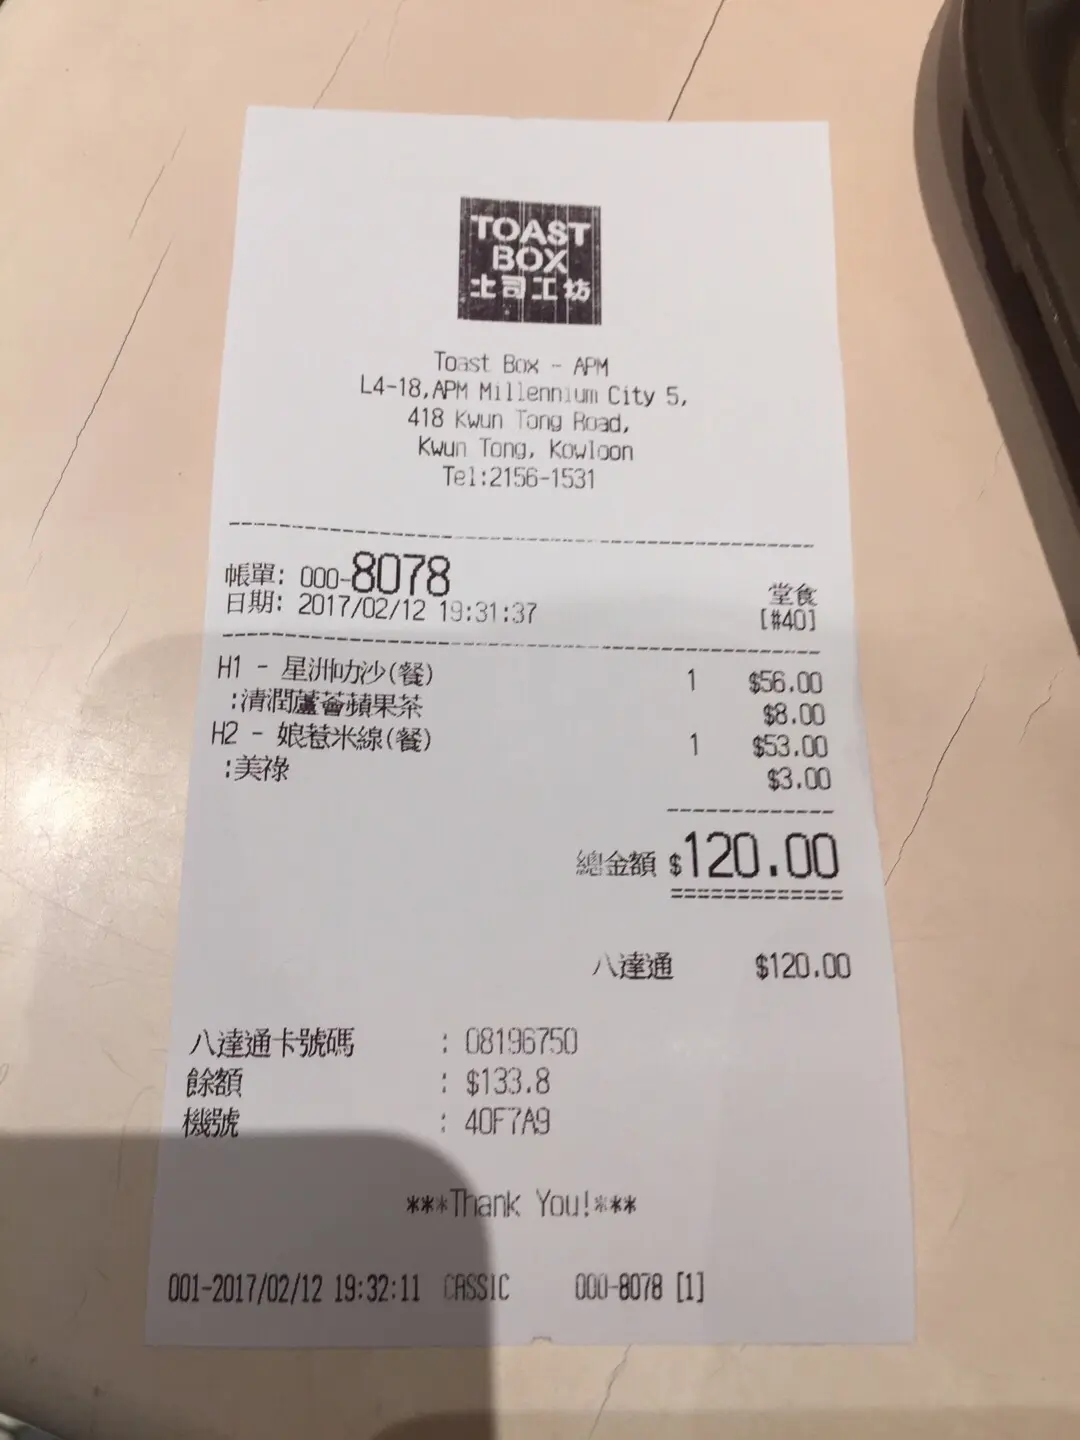 TOAST
BOX
土司工坊
Toast Box - APM
L4-18,APM Millennium City 5,
418 Kwun Tong Road,
Kwun Tong, Kowloon
Tel:2156-1531
帳單: 000-8078
日期: 2017/02/12 19:31:37 堂食
[#40]
H1 - 星洲叻沙(餐) 1 $56.00
:清潤蘆薈蘋果茶 $8.00
H2 - 娘惹米線(餐) 1 $53.00
:美祿 $3.00
總金額 $120.00
八達通 $120.00
八達通卡號碼 : 08196750
餘額 : $133.8
機號 : 40F7A9
***Thank You!***
001-2017/02/12 19:32:11 CASSIC 000-8078 [1]